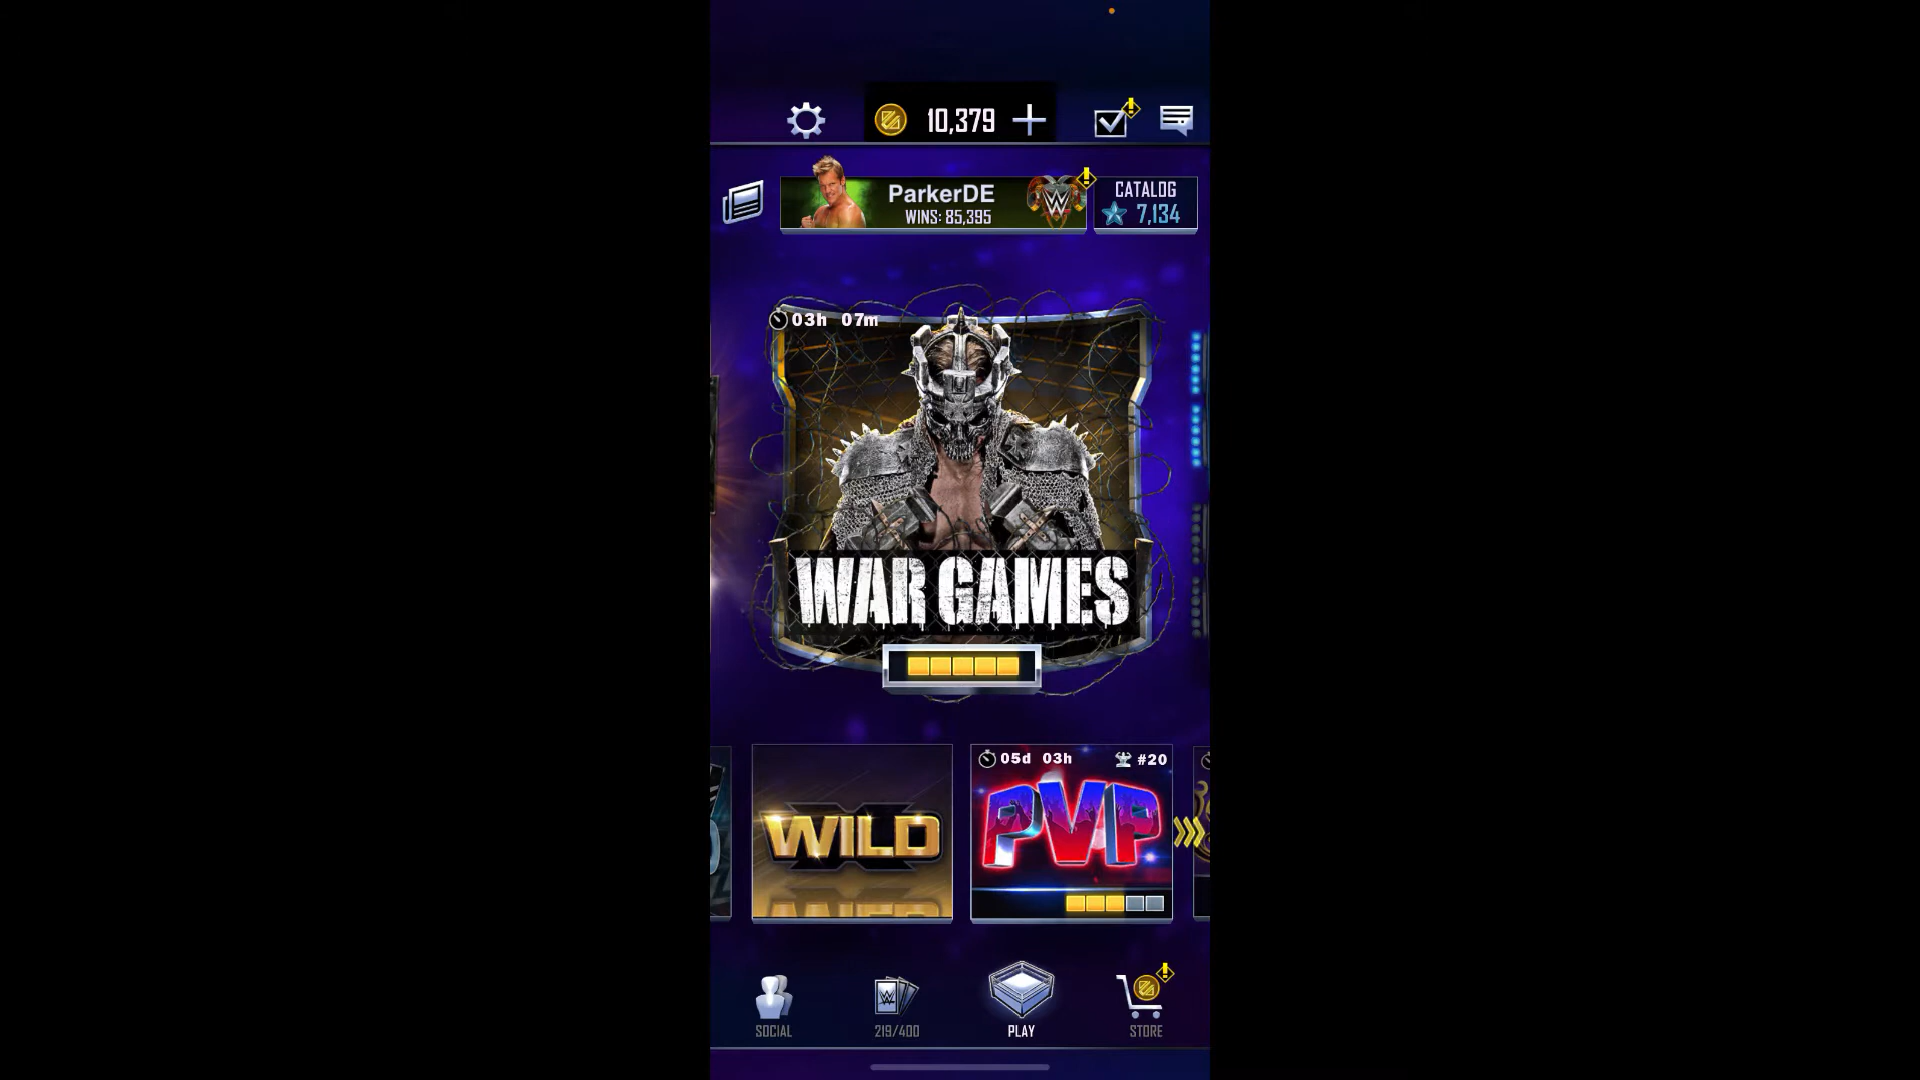 10,379
ParkerDE
WINS: 85,395
CATALOG
7,134
03h 07m
WAR GAMES
WILD
05d 03h
#20
PVP
SOCIAL
219/400
PLAY
STORE